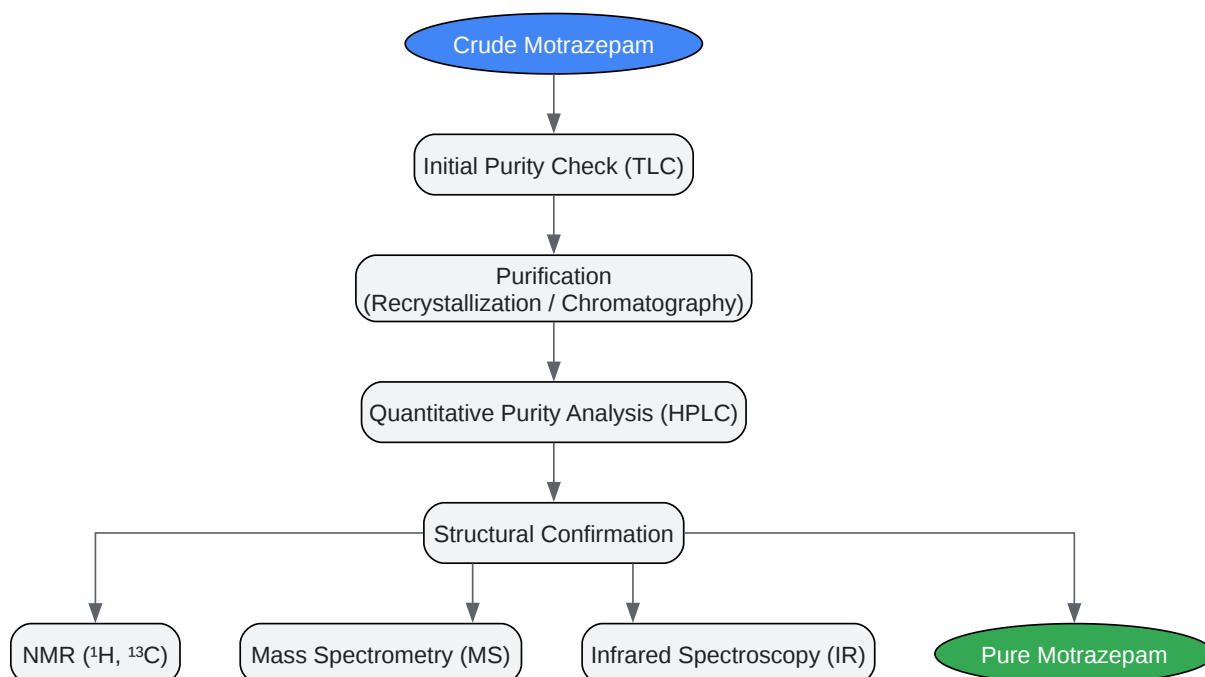 Crude Motrazepam
Initial Purity Check (TLC)
Purification
(Recrystallization / Chromatography)
Quantitative Purity Analysis (HPLC)
Structural Confirmation
NMR (¹H, ¹³C)
Mass Spectrometry (MS)
Infrared Spectroscopy (IR)
Pure Motrazepam